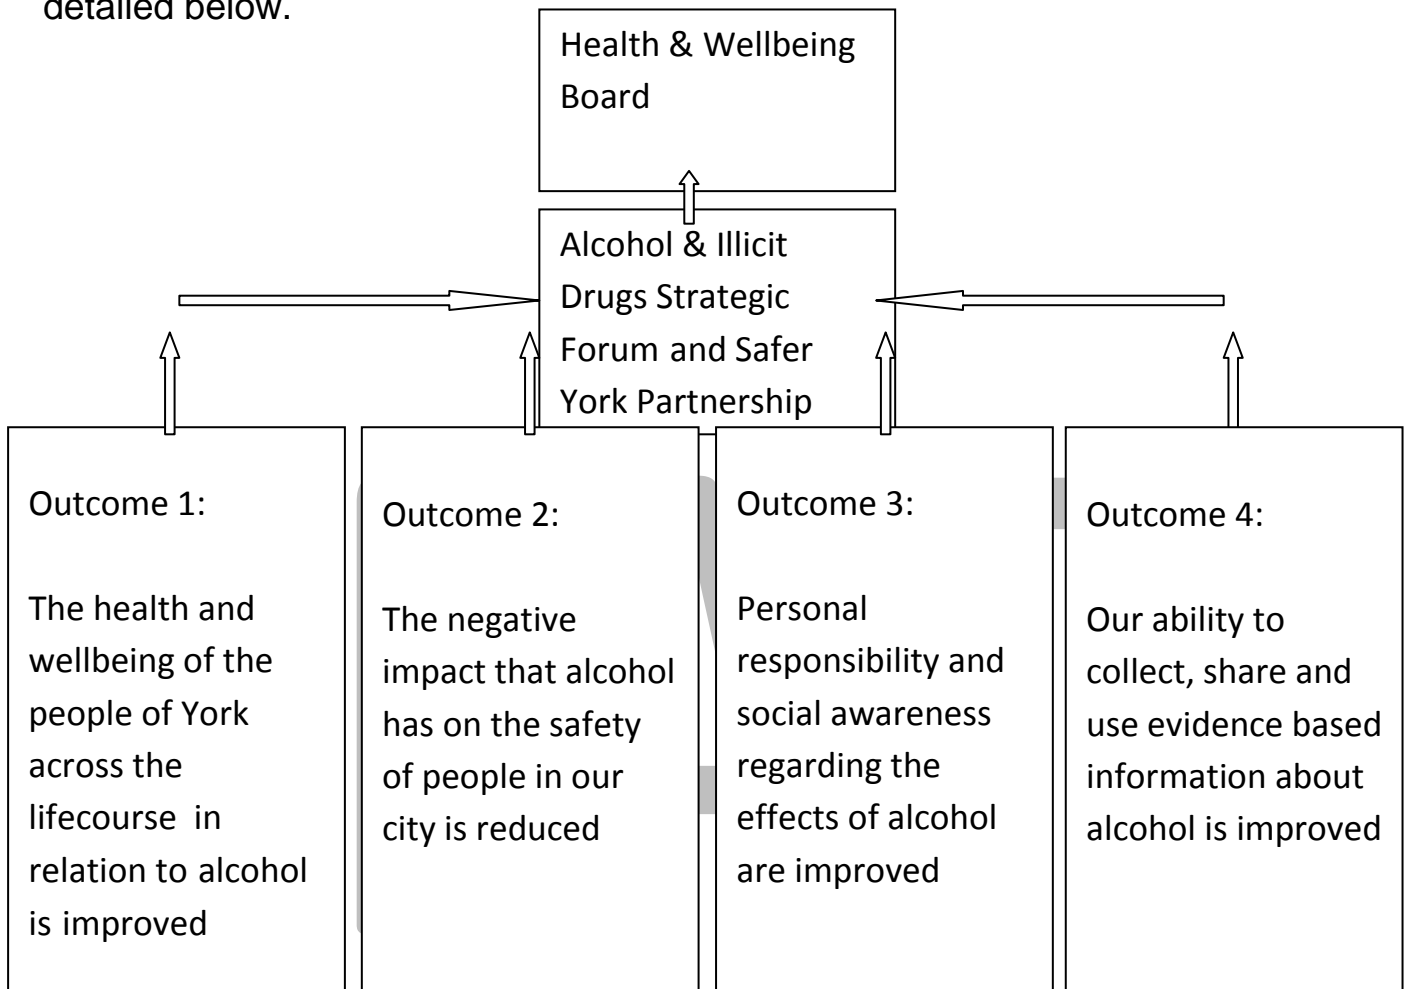 detailed below.
Health & Wellbeing
Board
Alcohol & Illicit
Drugs Strategic
Forum and Safer
York Partnership
Outcome 1:
The health and
wellbeing of the
people of York
across the
lifecourse in
relation to alcohol
is improved
Outcome 2:
The negative
impact that alcohol
has on the safety
of people in our
city is reduced
Outcome 3:
Personal
responsibility and
social awareness
regarding the
effects of alcohol
are improved
Outcome 4:
Our ability to
collect, share and
use evidence based
information about
alcohol is improved